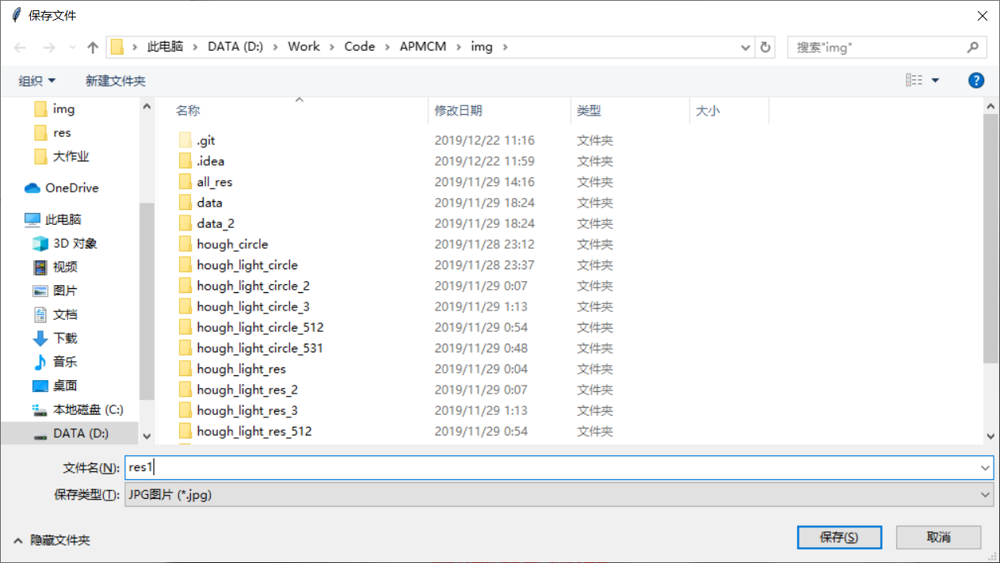 保存文件
此电脑 DATA (D:) Work Code APMCM img
搜索"img"
组织 新建文件夹
img
res
大作业
OneDrive
此电脑
3D 对象
视频
图片
文档
下载
音乐
桌面
本地磁盘 (C:)
DATA (D:)
名称 修改日期 类型 大小
.git 2019/12/22 11:16 文件夹
.idea 2019/12/22 11:59 文件夹
all_res 2019/11/29 14:16 文件夹
data 2019/11/29 18:24 文件夹
data_2 2019/11/29 18:24 文件夹
hough_circle 2019/11/28 23:12 文件夹
hough_light_circle 2019/11/28 23:37 文件夹
hough_light_circle_2 2019/11/29 0:07 文件夹
hough_light_circle_3 2019/11/29 1:13 文件夹
hough_light_circle_512 2019/11/29 0:54 文件夹
hough_light_circle_531 2019/11/29 0:48 文件夹
hough_light_res 2019/11/29 0:04 文件夹
hough_light_res_2 2019/11/29 0:07 文件夹
hough_light_res_3 2019/11/29 1:13 文件夹
hough_light_res_512 2019/11/29 0:54 文件夹
文件名(N): res1
保存类型(T): JPG图片 (*.jpg)
隐藏文件夹 保存(S) 取消